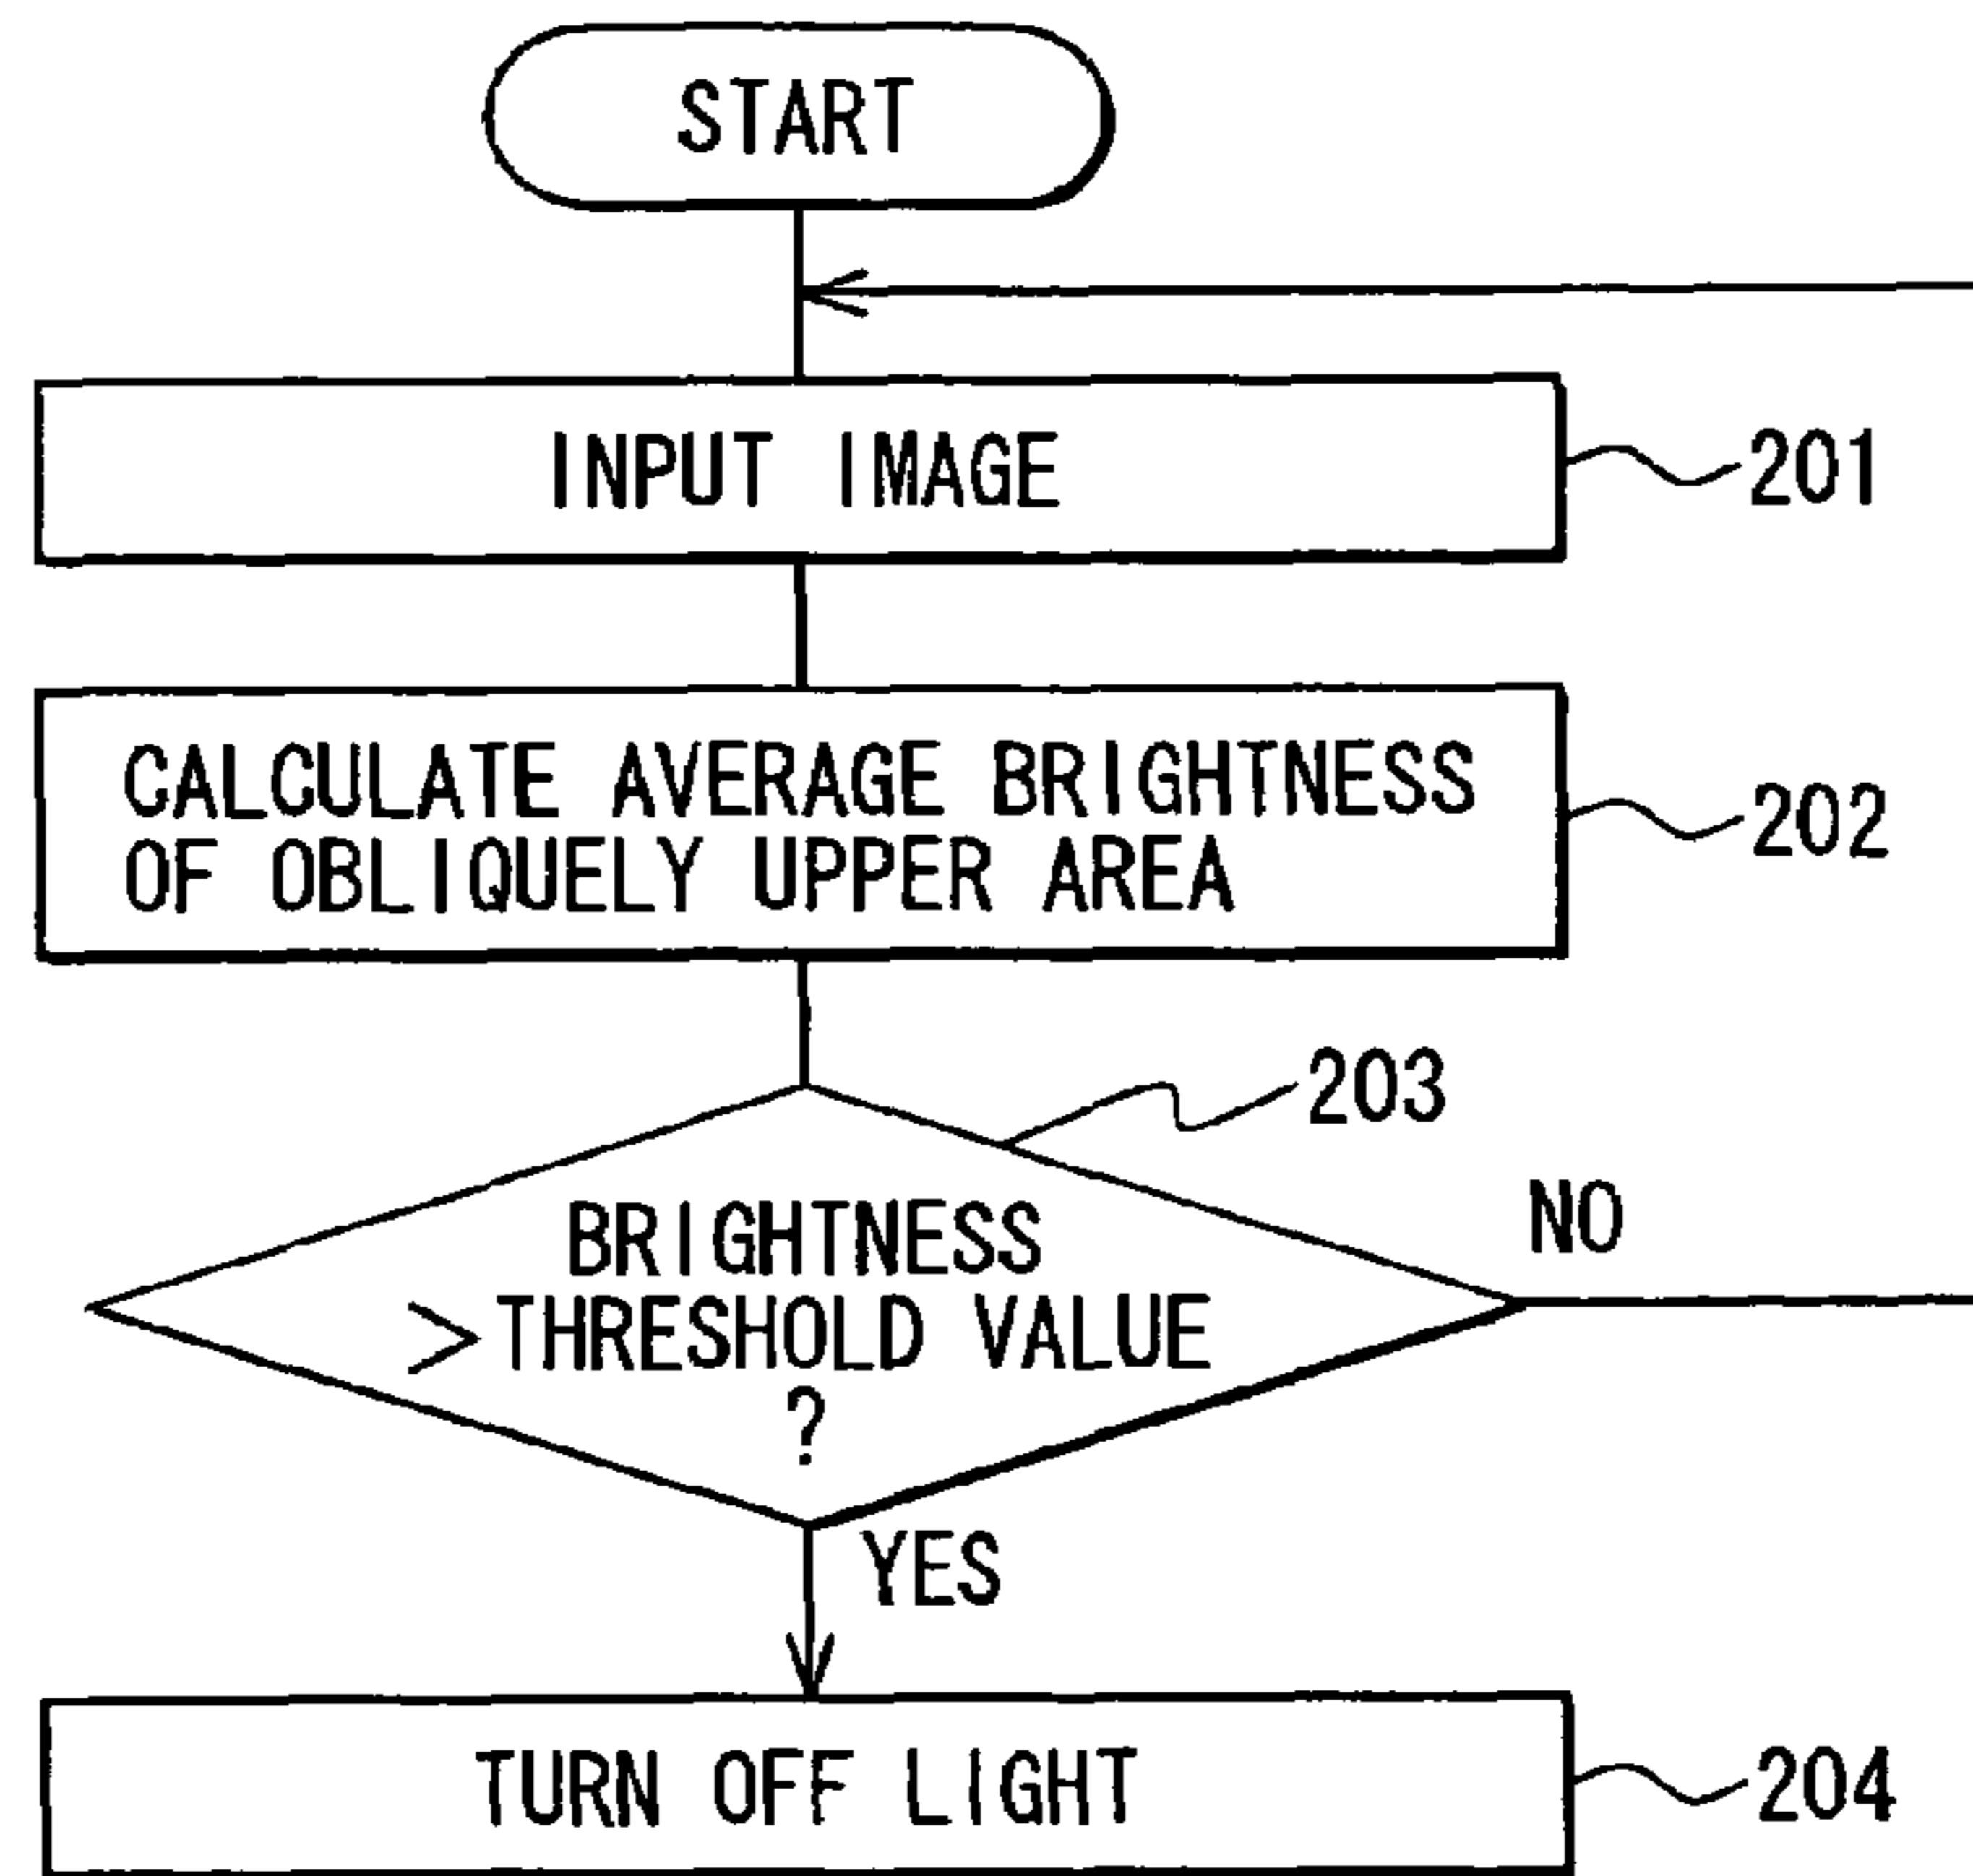 START
INPUT IMAGE
201
CALCULATE AVERAGE BRIGHTNESS
OF OBLIQUELY UPPER AREA
202
203
BRIGHTNESS
>THRESHOLD VALUE
?
NO
YES
TURN OFF LIGHT
204